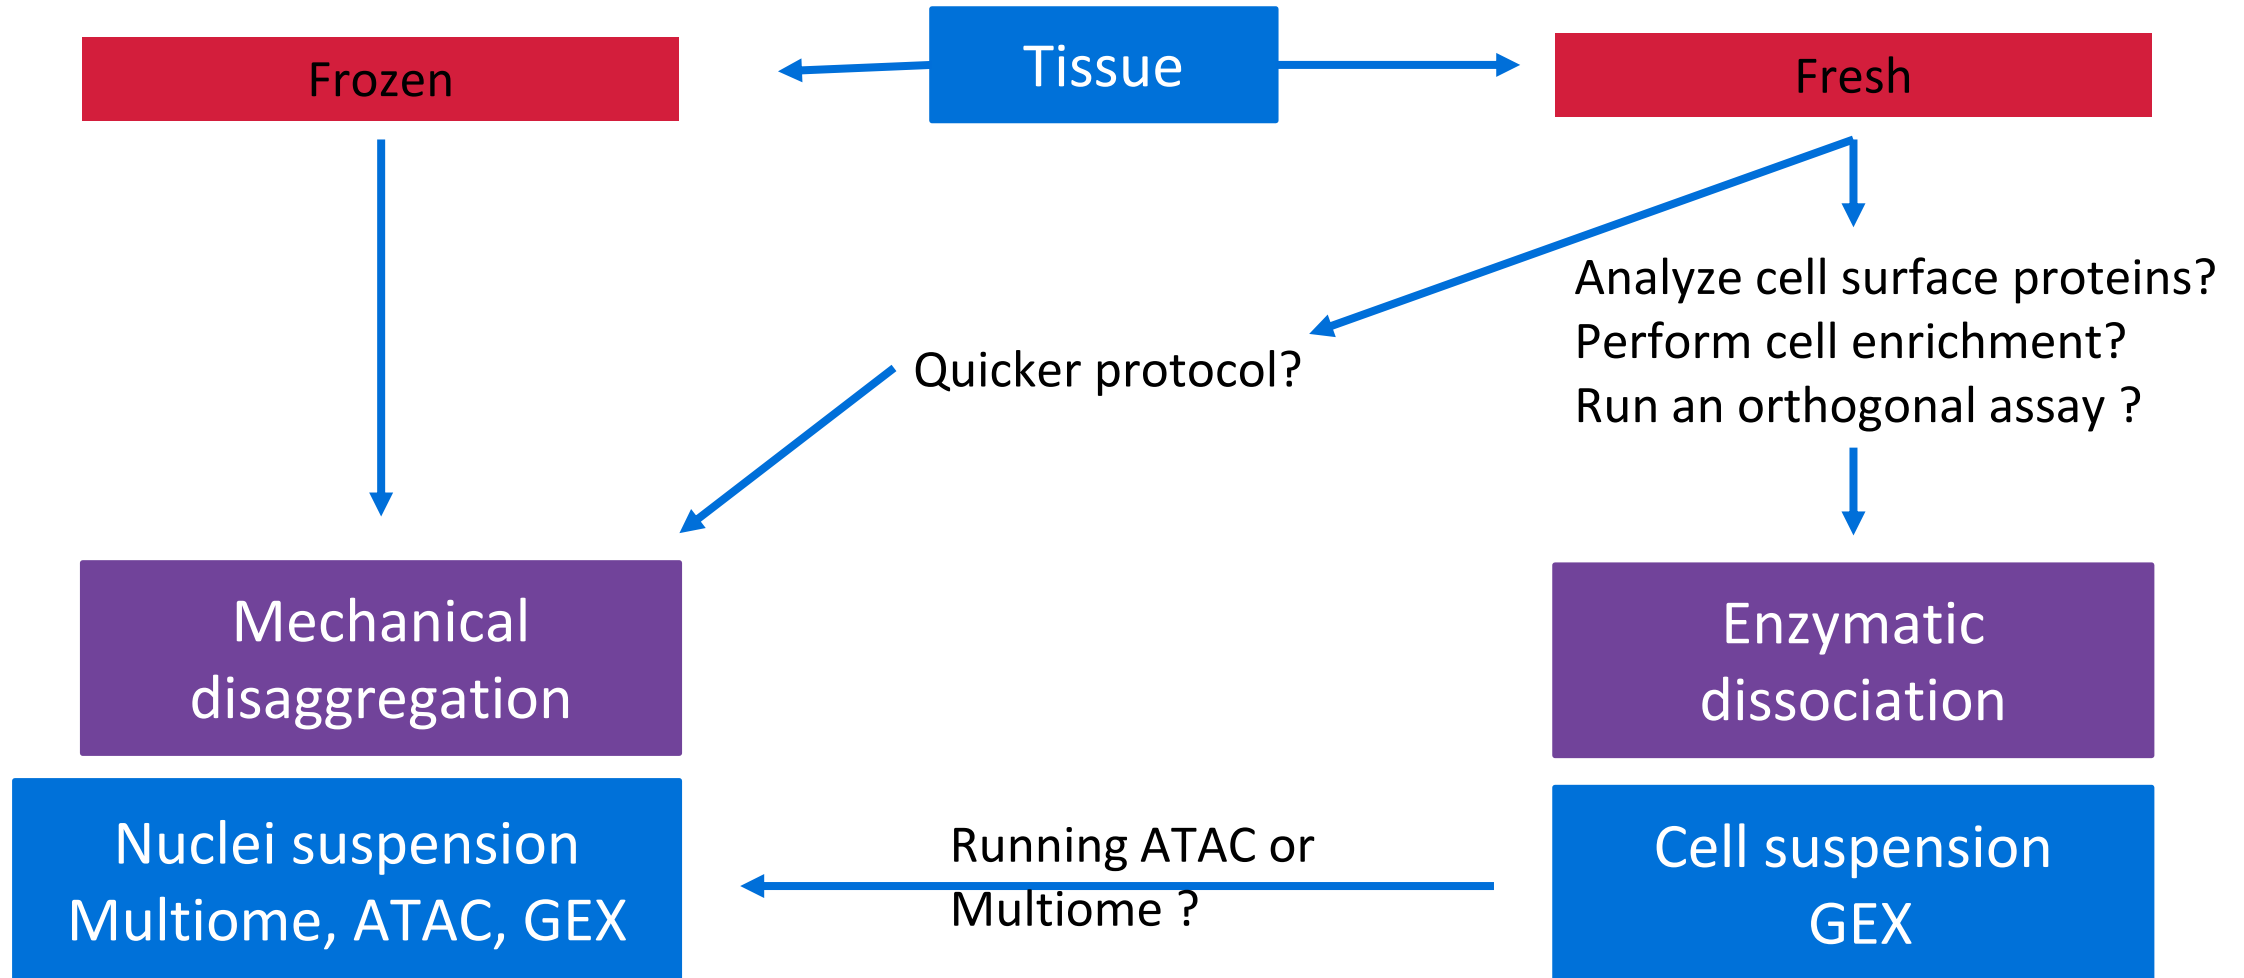 Tissue
Frozen
Fresh
Analyze cell surface proteins?
Perform cell enrichment?
Run an orthogonal assay ?
Quicker protocol?
Mechanical
disaggregation
Enzymatic
dissociation
Nuclei suspension
Multiome, ATAC, GEX
Running ATAC or
Multiome ?
Cell suspension
GEX